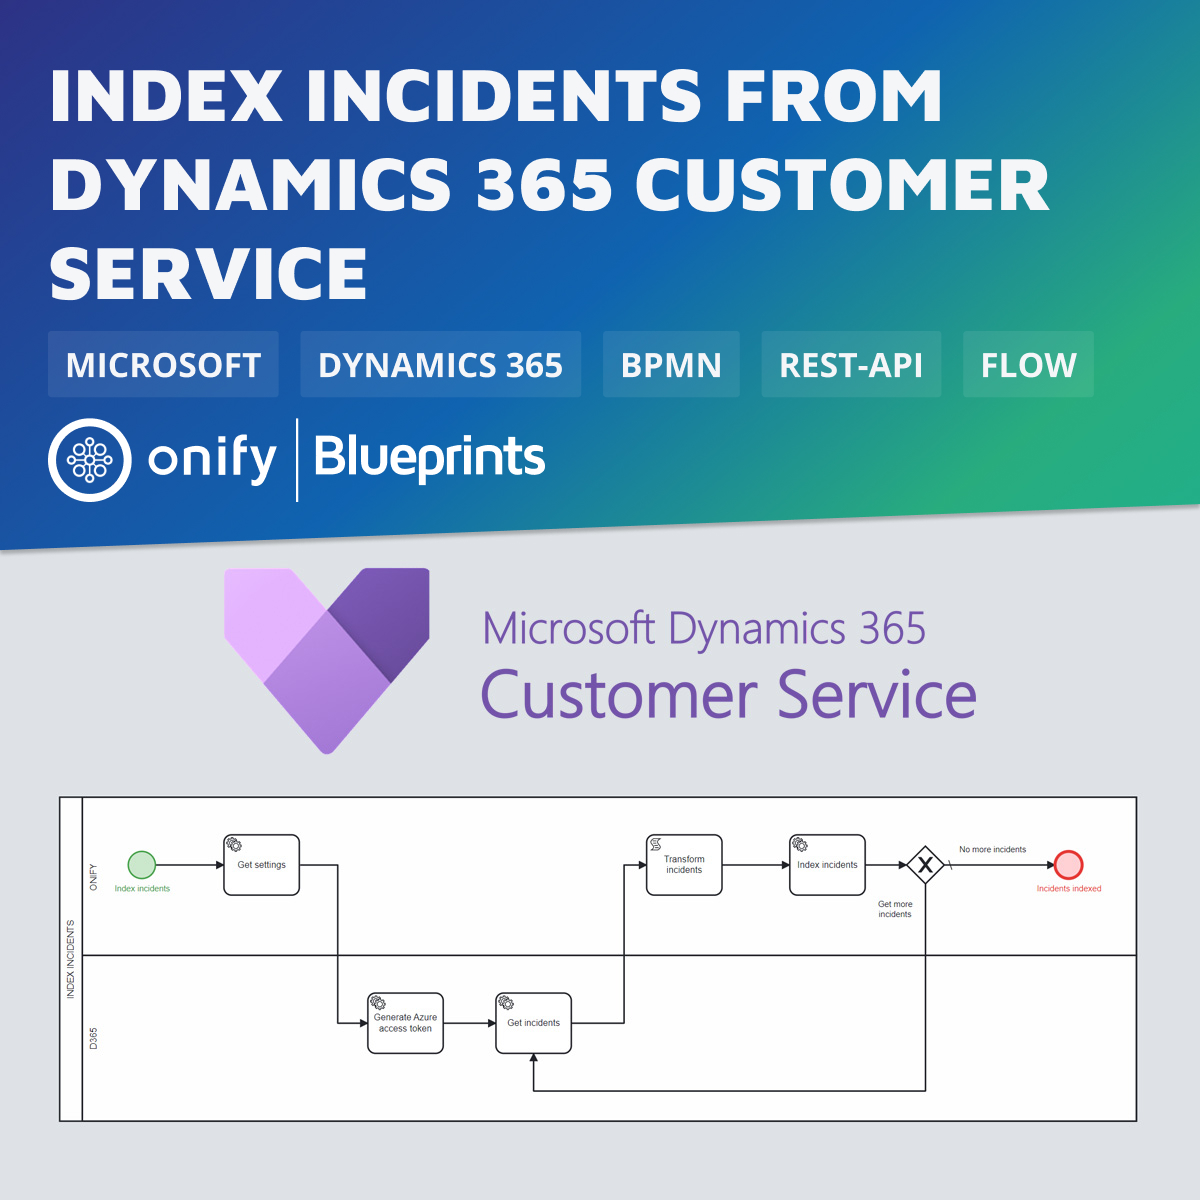 INDEX INCIDENTS FROM
DYNAMICS 365 CUSTOMER
SERVICE
MICROSOFT DYNAMICS 365 BPMN REST-API FLOW
onify Blueprints
Microsoft Dynamics 365
Customer Service
INDEX INCIDENTS
ONIFY
Index incidents
Get settings
Transform
incidents
Index incidents
X
No more incidents
Get more
incidents
Incidents indexed
D365
Generate Azure
access token
Get incidents